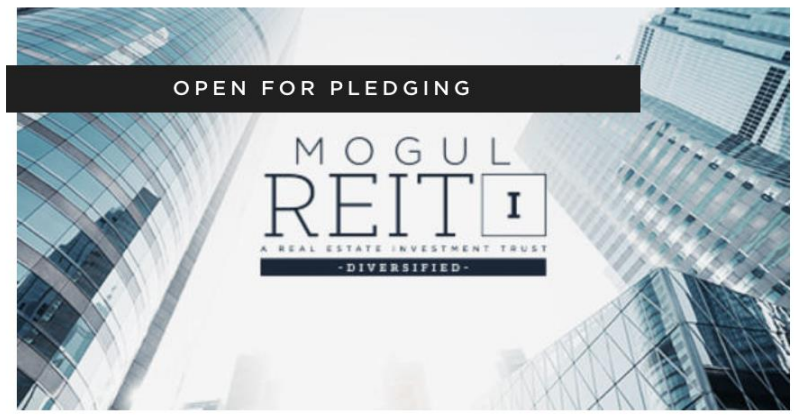 OPEN FOR PLEDGING
MOGUL
REIT I
A REAL ESTATE INVESTMENT TRUST
-DIVERSIFIED-